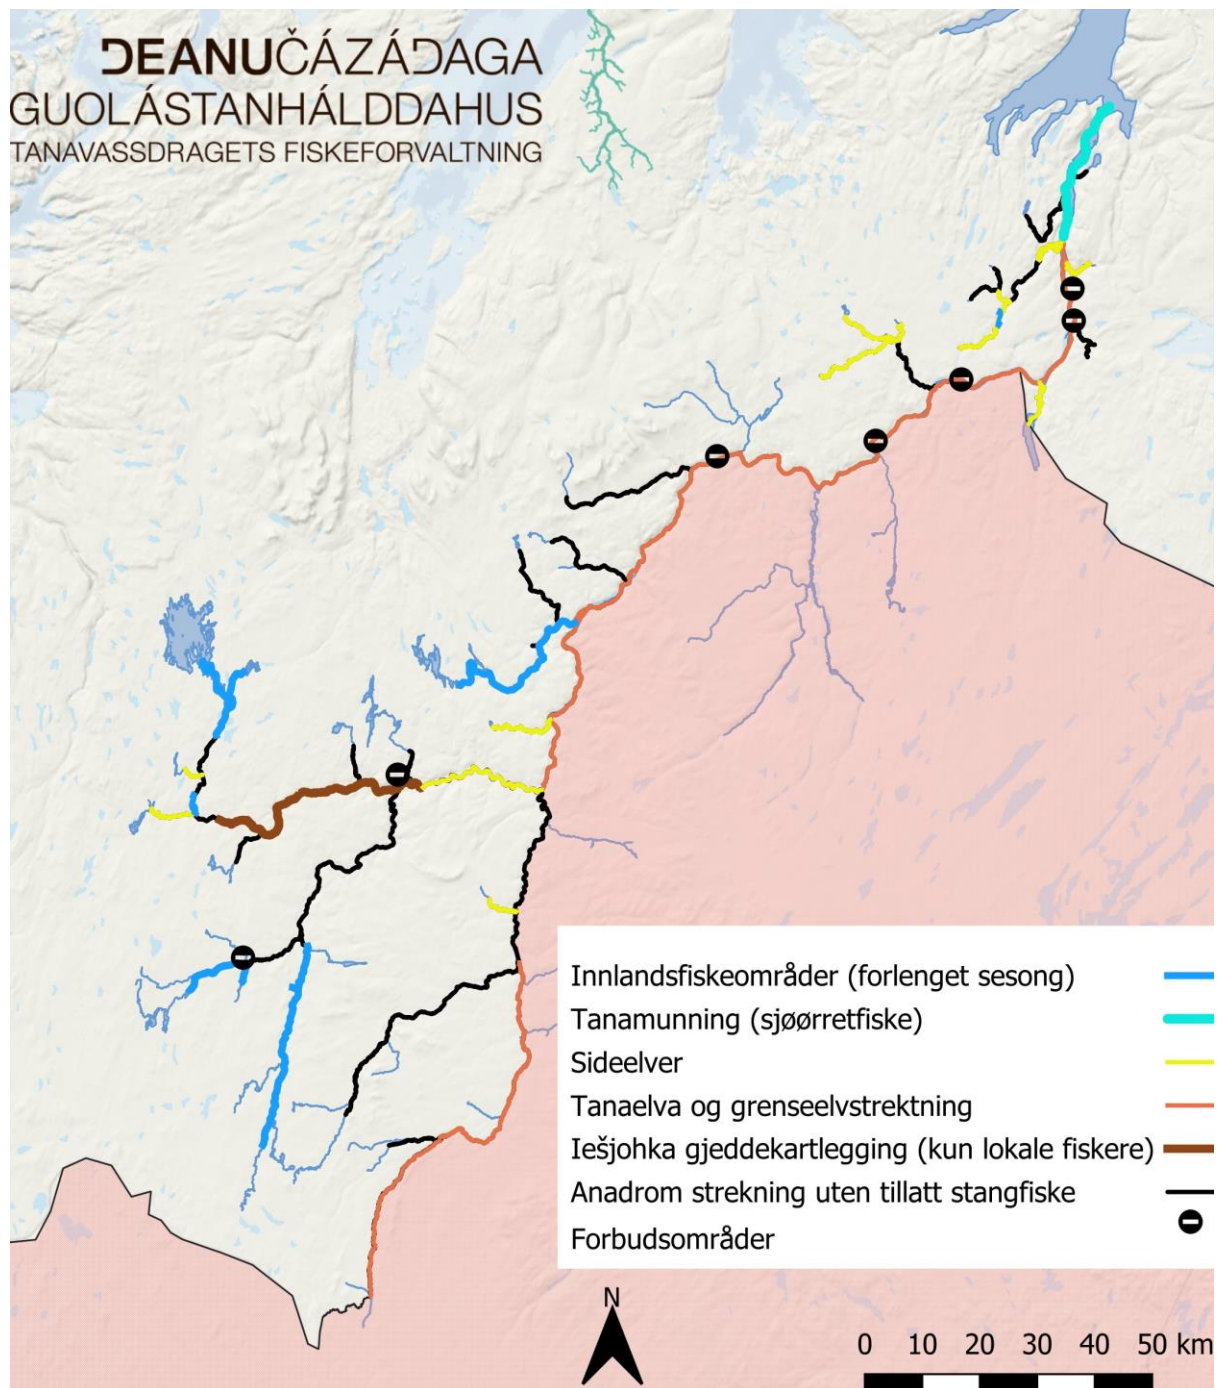 ĐEANUČÁZÁĐAGA
GUOLÁSTANHÁLDDAHUS
TANAVASSDRAGETS FISKEFORVALTNING
Innlandsfiskeområder (forlenget sesong)
Tanamunning (sjøørretfiske)
Sideelver
Tanaelva og grenseelvstrektning
Iešjohka gjeddekartlegging (kun lokale fiskere)
Anadrom strekning uten tillatt stangfiske
Forbudsområder
N
0 10 20 30 40 50 km